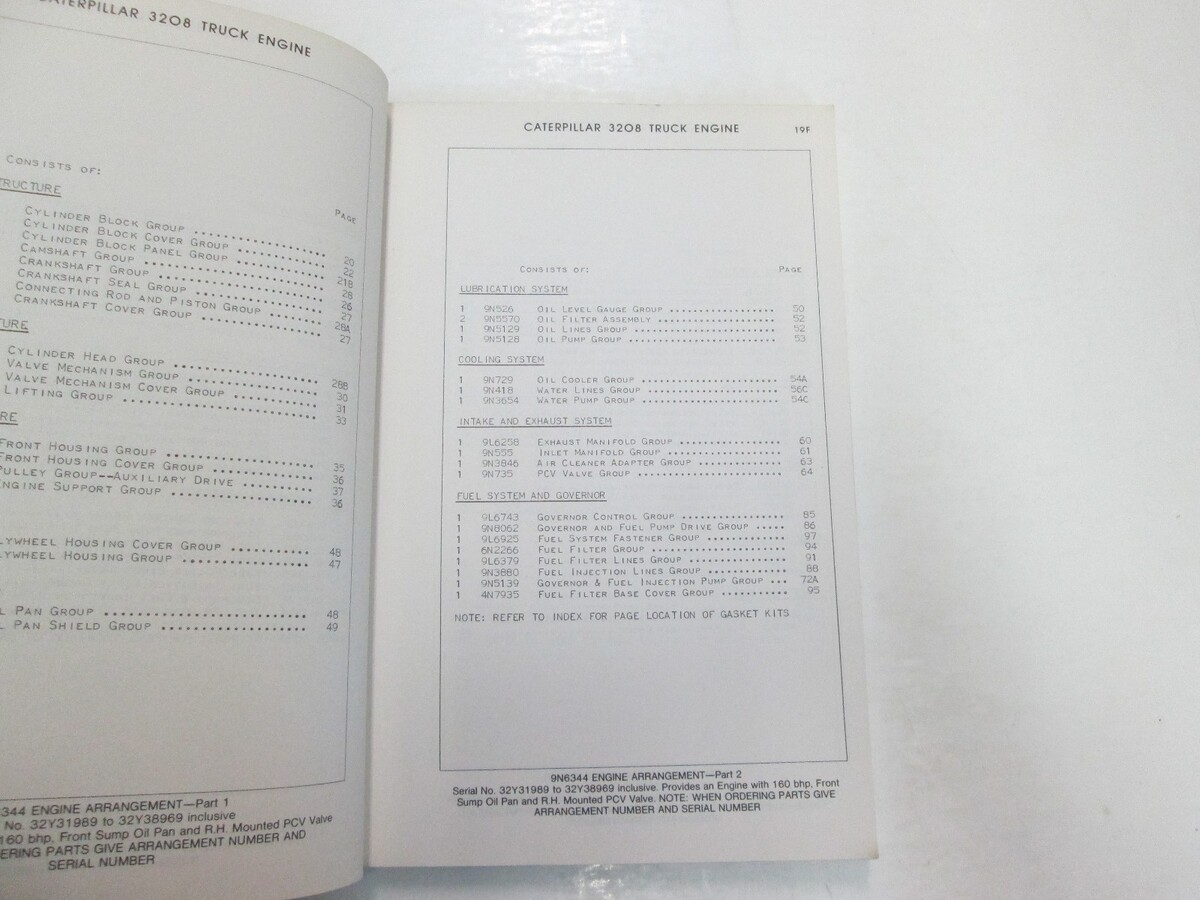 CATERPILLAR 3208 TRUCK ENGINE
CONSISTS OF:
PAGE
CYLINDER BLOCK GROUP 20
CYLINDER BLOCK COVER GROUP 22
CYLINDER BLOCK PANEL GROUP 21B
CAMSHAFT GROUP 28
CRANKSHAFT GROUP 26
CRANKSHAFT SEAL GROUP 27
CONNECTING ROD AND PISTON GROUP 28A
CRANKSHAFT COVER GROUP 27
CYLINDER HEAD GROUP 28B
VALVE MECHANISM GROUP 30
VALVE MECHANISM COVER GROUP 31
LIFTING GROUP 33
FRONT HOUSING GROUP 35
FRONT HOUSING COVER GROUP 36
PULLEY GROUP--AUXILIARY DRIVE 37
ENGINE SUPPORT GROUP 36
LYWHEEL HOUSING COVER GROUP 48
LYWHEEL HOUSING GROUP 47
L PAN GROUP 48
L PAN SHIELD GROUP 49
344 ENGINE ARRANGEMENT—Part 1
No. 32Y31989 to 32Y38969 inclusive
160 bhp, Front Sump Oil Pan and R.H. Mounted PCV Valve
ERING PARTS GIVE ARRANGEMENT NUMBER AND
SERIAL NUMBER
CATERPILLAR 3208 TRUCK ENGINE 19F
CONSISTS OF: PAGE
LUBRICATION SYSTEM
1 9N526 OIL LEVEL GAUGE GROUP 50
2 9N5570 OIL FILTER ASSEMBLY 52
1 9N5129 OIL LINES GROUP 52
1 9N5128 OIL PUMP GROUP 53
COOLING SYSTEM
1 9N729 OIL COOLER GROUP 54A
1 9N418 WATER LINES GROUP 56C
1 9N3654 WATER PUMP GROUP 54C
INTAKE AND EXHAUST SYSTEM
1 9L6258 EXHAUST MANIFOLD GROUP 60
1 9N555 INLET MANIFOLD GROUP 61
1 9N3846 AIR CLEANER ADAPTER GROUP 63
1 9N735 PCV VALVE GROUP 64
FUEL SYSTEM AND GOVERNOR
1 9L6743 GOVERNOR CONTROL GROUP 85
1 9N8062 GOVERNOR AND FUEL PUMP DRIVE GROUP 86
1 9L6925 FUEL SYSTEM FASTENER GROUP 97
1 6N2266 FUEL FILTER GROUP 94
1 9L6379 FUEL FILTER LINES GROUP 91
1 9N3880 FUEL INJECTION LINES GROUP 88
1 9N5139 GOVERNOR & FUEL INJECTION PUMP GROUP 72A
1 4N7935 FUEL FILTER BASE COVER GROUP 95
NOTE: REFER TO INDEX FOR PAGE LOCATION OF GASKET KITS
9N6344 ENGINE ARRANGEMENT—Part 2
Serial No. 32Y31989 to 32Y38969 inclusive. Provides an Engine with 160 bhp, Front
Sump Oil Pan and R.H. Mounted PCV Valve. NOTE: WHEN ORDERING PARTS GIVE
ARRANGEMENT NUMBER AND SERIAL NUMBER